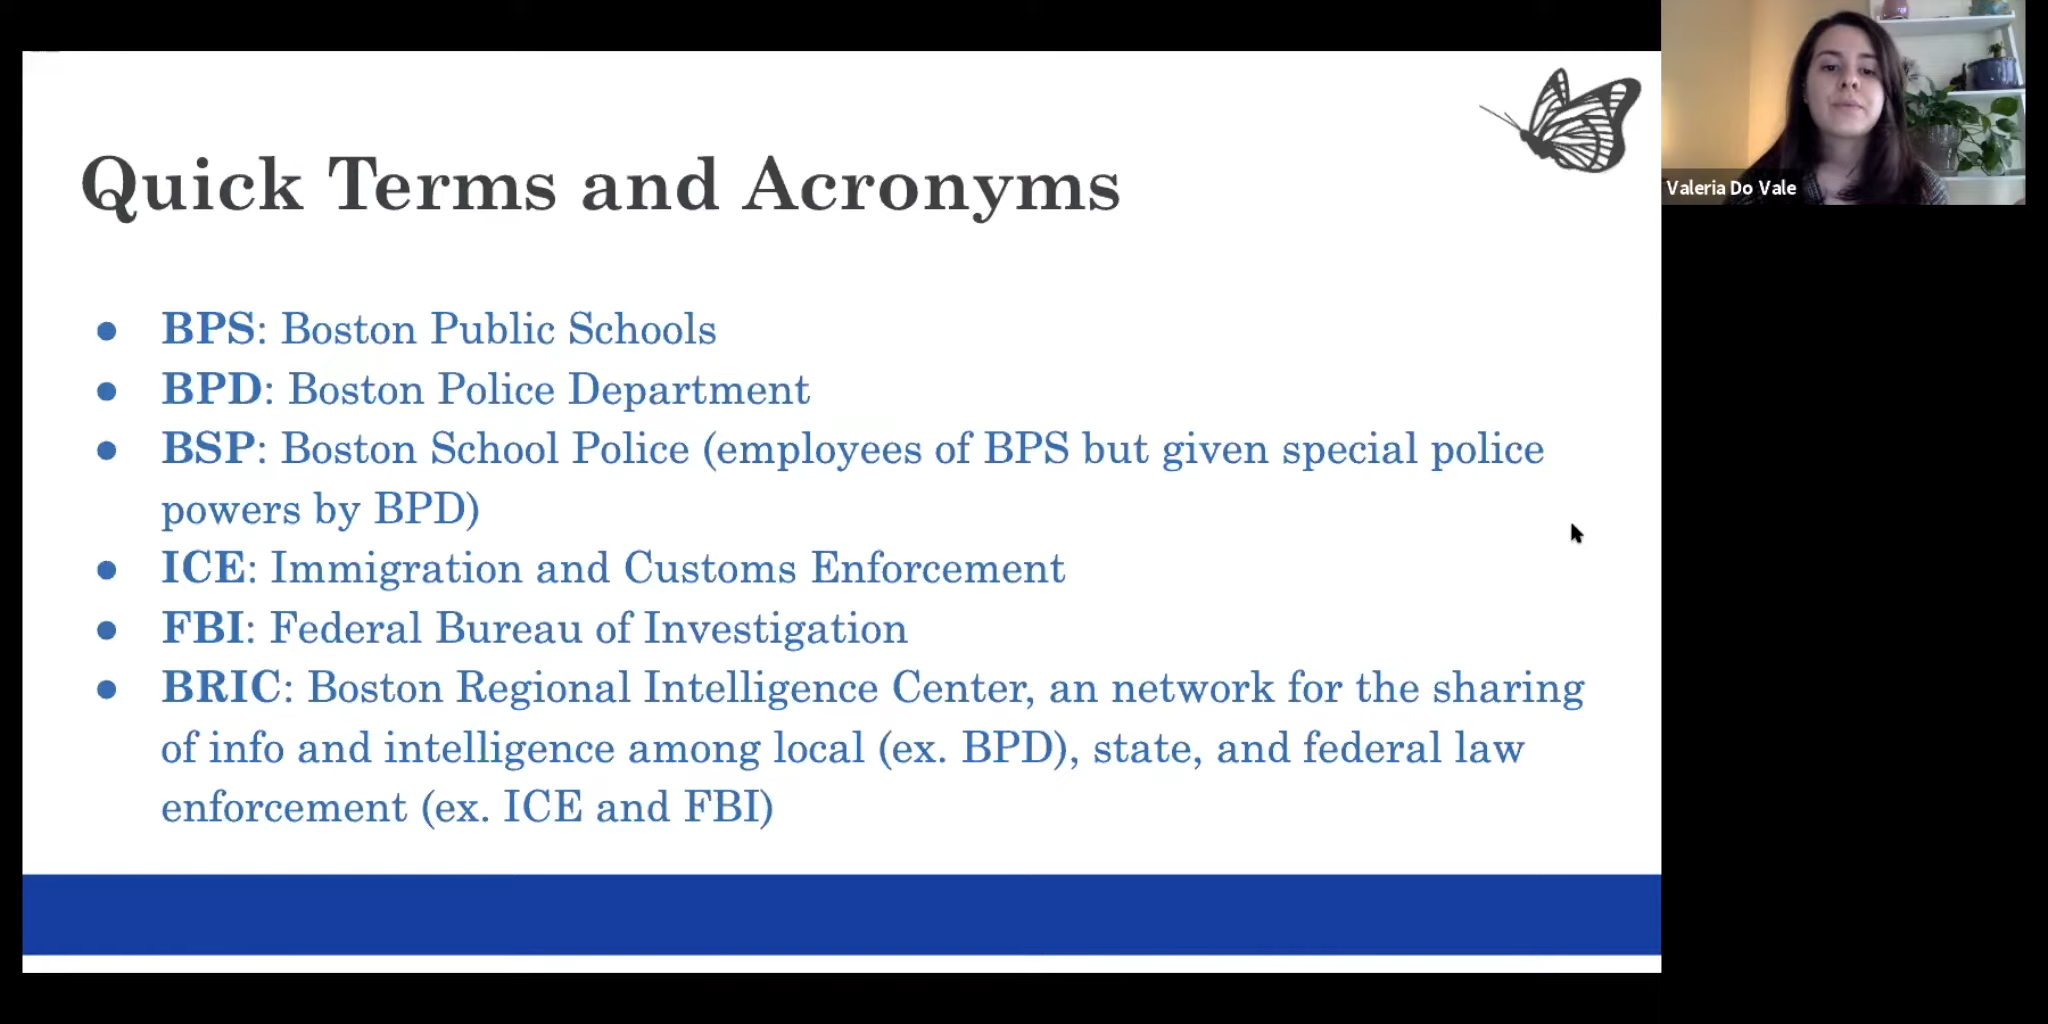 Quick Terms and Acronyms
● BPS: Boston Public Schools
● BPD: Boston Police Department
● BSP: Boston School Police (employees of BPS but given special police
powers by BPD)
● ICE: Immigration and Customs Enforcement
● FBI: Federal Bureau of Investigation
● BRIC: Boston Regional Intelligence Center, an network for the sharing
of info and intelligence among local (ex. BPD), state, and federal law
enforcement (ex. ICE and FBI)
Valeria Do Vale